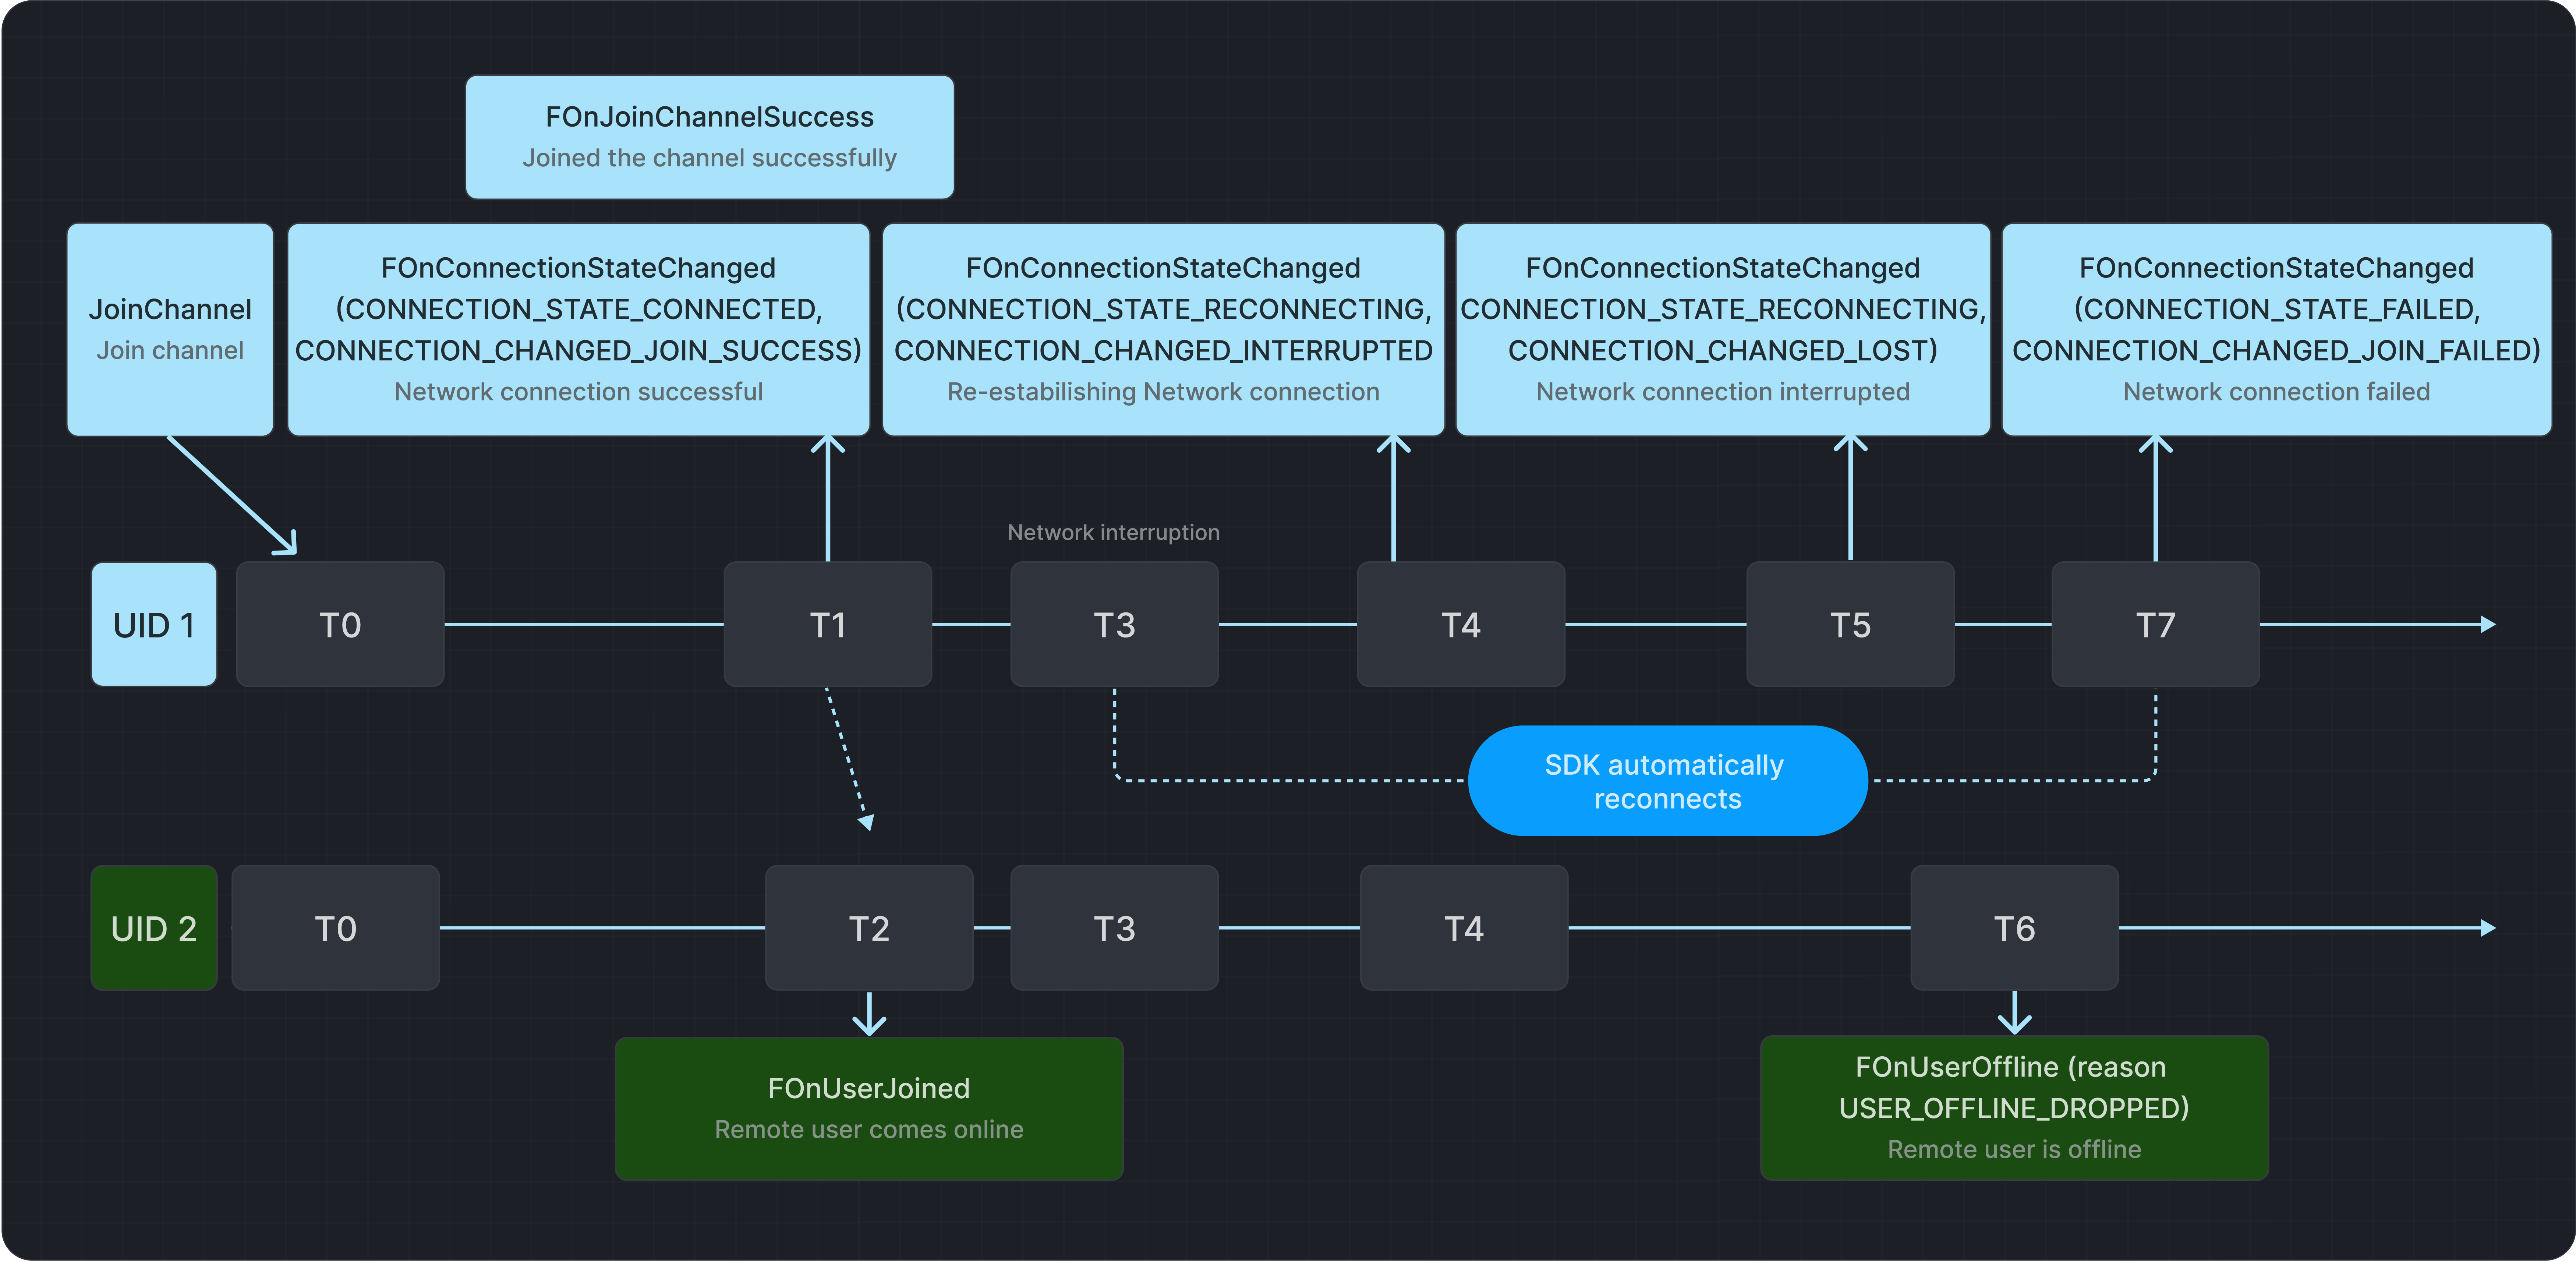 FOnJoinChannelSuccess
Joined the channel successfully
JoinChannel
Join channel
FOnConnectionStateChanged
(CONNECTION_STATE_CONNECTED,
CONNECTION_CHANGED_JOIN_SUCCESS)
Network connection successful
FOnConnectionStateChanged
(CONNECTION_STATE_RECONNECTING,
CONNECTION_CHANGED_INTERRUPTED
Re-estabilishing Network connection
FOnConnectionStateChanged
CONNECTION_STATE_RECONNECTING,
CONNECTION_CHANGED_LOST)
Network connection interrupted
FOnConnectionStateChanged
(CONNECTION_STATE_FAILED,
CONNECTION_CHANGED_JOIN_FAILED)
Network connection failed
Network interruption
UID 1
T0
T1
T3
T4
T5
T7
SDK automatically
reconnects
UID 2
T0
T2
T3
T4
T6
FOnUserJoined
Remote user comes online
FOnUserOffline (reason
USER_OFFLINE_DROPPED)
Remote user is offline